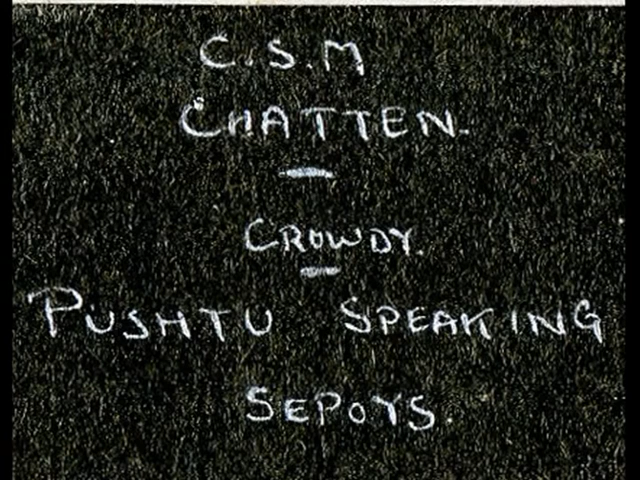 C.S.M
CHATTEN.
CROWDY.
PUSHTU SPEAKING
SEPOYS.